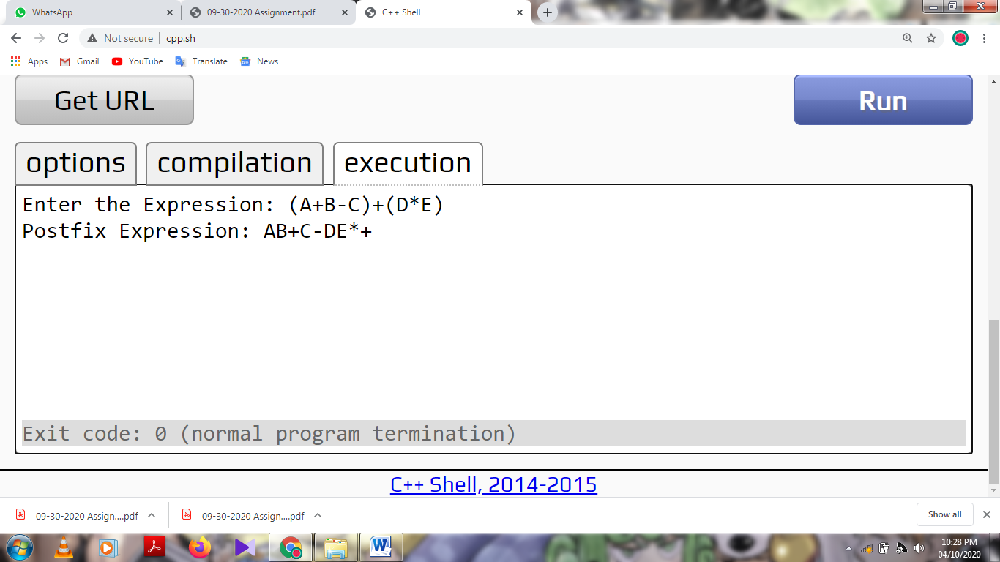 WhatsApp
09-30-2020 Assignment.pdf
C++ Shell
Not secure
cpp.sh
Apps
Gmail
YouTube
Translate
News
Get URL
Run
options
compilation
execution
Enter the Expression: (A+B-C)+(D*E)
Postfix Expression: AB+C-DE*+
Exit code: 0 (normal program termination)
C++ Shell, 2014-2015
09-30-2020 Assign....pdf
09-30-2020 Assign....pdf
Show all
10:28 PM
04/10/2020